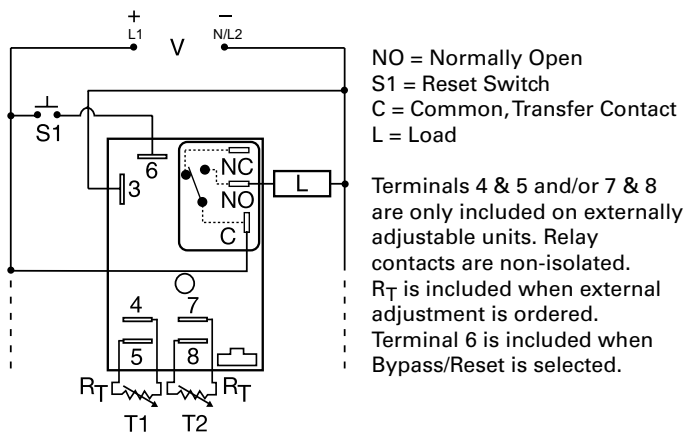 +
−
L1
V
N/L2
S1
6
3
NC
NO
C
L
4
7
5
8
RT
RT
T1
T2
NO = Normally Open
S1 = Reset Switch
C = Common, Transfer Contact
L = Load
Terminals 4 & 5 and/or 7 & 8
are only included on externally
adjustable units. Relay
contacts are non-isolated.
RT is included when external
adjustment is ordered.
Terminal 6 is included when
Bypass/Reset is selected.